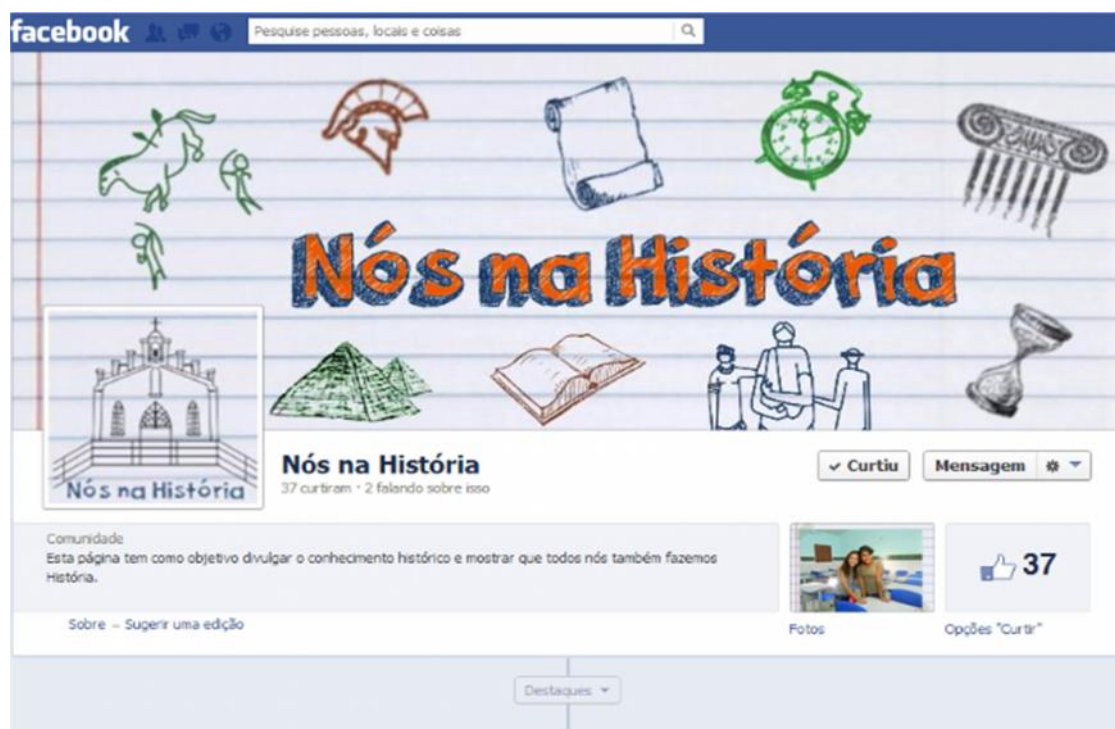 facebook
Pesquise pessoas, locais e coisas
Nós na História
Nós na História
Nós na História
37 curtiram · 2 falando sobre isso
✓ Curtiu
Mensagem
Comunidade
Esta página tem como objetivo divulgar o conhecimento histórico e mostrar que todos nós também fazemos
História.
37
Sobre – Sugerir uma edição
Fotos
Opções "Curtir"
Destaques